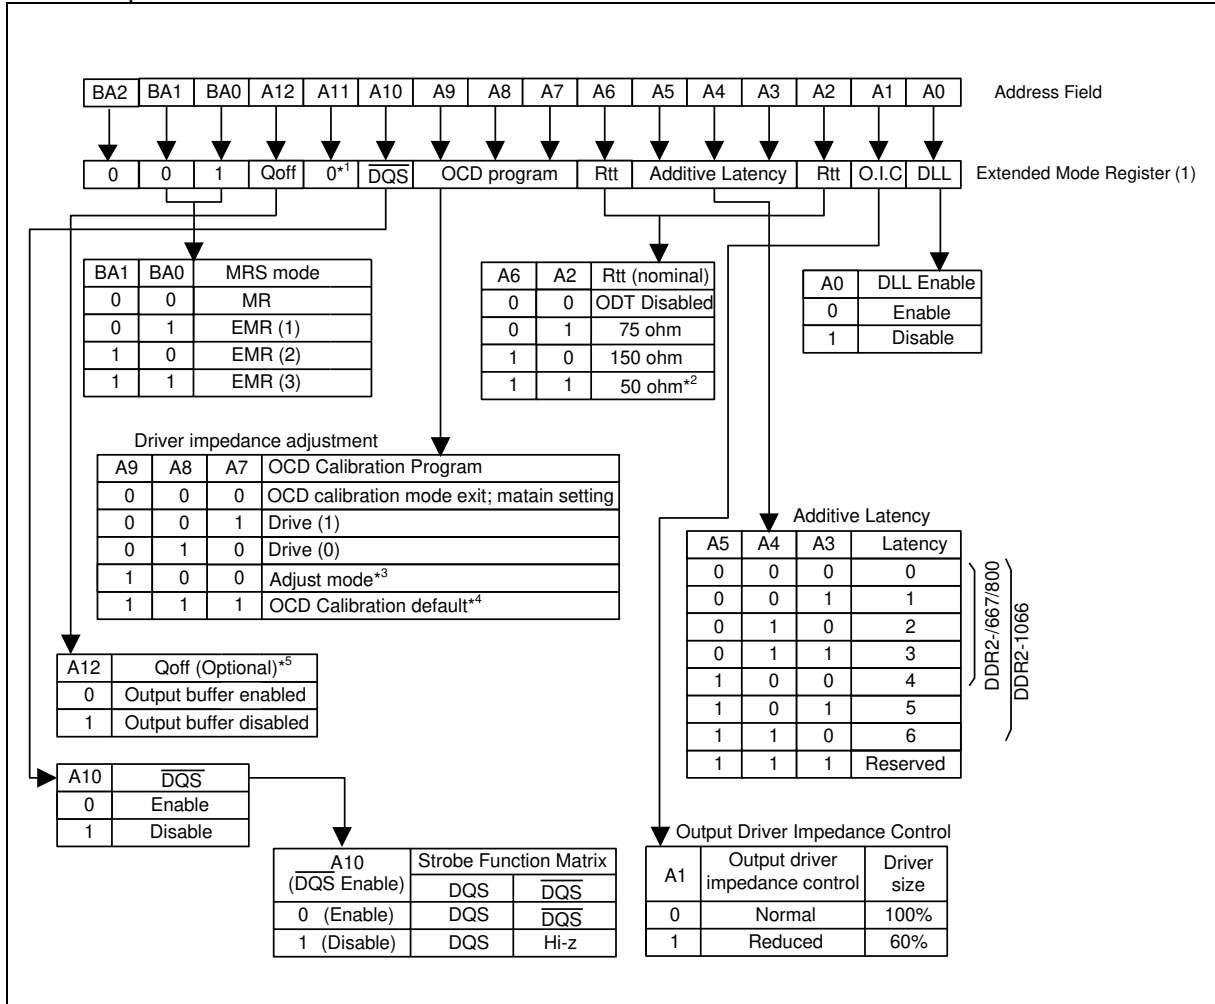 BA2 BA1 BA0 A12 A11 A10 A9 A8 A7 A6 A5 A4 A3 A2 A1 A0 Address Field
0 0 1 Qoff 0*1 D̅Q̅S̅ OCD program Rtt Additive Latency Rtt O.I.C DLL Extended Mode Register (1)
BA1 BA0 MRS mode
0 0 MR
0 1 EMR (1)
1 0 EMR (2)
1 1 EMR (3)
A6 A2 Rtt (nominal)
0 0 ODT Disabled
0 1 75 ohm
1 0 150 ohm
1 1 50 ohm*2
A0 DLL Enable
0 Enable
1 Disable
Driver impedance adjustment
A9 A8 A7 OCD Calibration Program
0 0 0 OCD calibration mode exit; matain setting
0 0 1 Drive (1)
0 1 0 Drive (0)
1 0 0 Adjust mode*3
1 1 1 OCD Calibration default*4
Additive Latency
A5 A4 A3 Latency
0 0 0 0
0 0 1 1
0 1 0 2
0 1 1 3
1 0 0 4
1 0 1 5
1 1 0 6
1 1 1 Reserved
DDR2-/667/800
DDR2-1066
A12 Qoff (Optional)*5
0 Output buffer enabled
1 Output buffer disabled
A10 D̅Q̅S̅
0 Enable
1 Disable
A10 (D̅Q̅S̅ Enable) Strobe Function Matrix
DQS D̅Q̅S̅
0 (Enable) DQS D̅Q̅S̅
1 (Disable) DQS Hi-z
Output Driver Impedance Control
A1 Output driver impedance control Driver size
0 Normal 100%
1 Reduced 60%